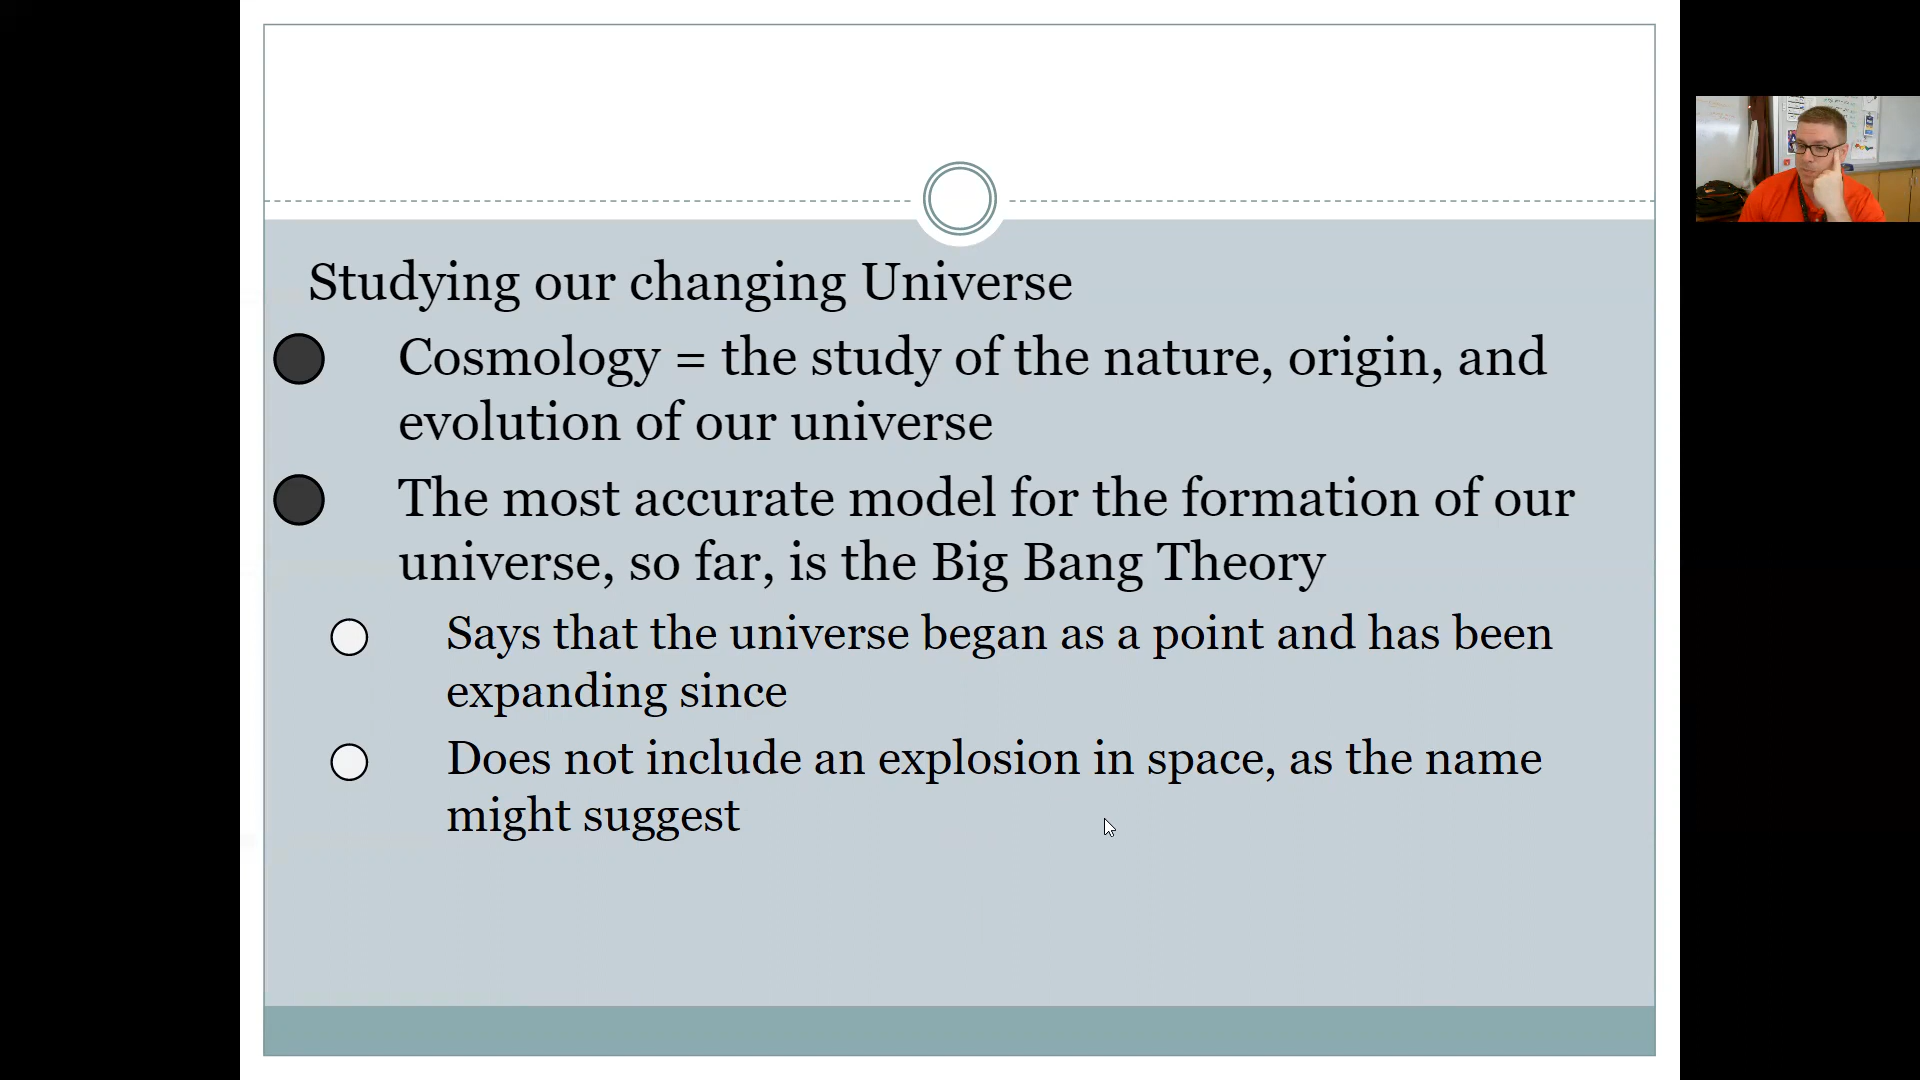 Studying our changing Universe
Cosmology = the study of the nature, origin, and
evolution of our universe
The most accurate model for the formation of our
universe, so far, is the Big Bang Theory
Says that the universe began as a point and has been
expanding since
Does not include an explosion in space, as the name
might suggest